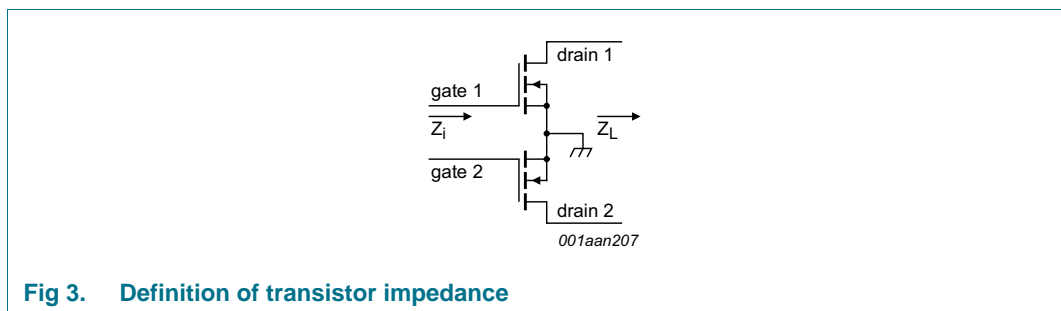 drain 1
gate 1
Zi
ZL
gate 2
drain 2
001aan207
Fig 3. Definition of transistor impedance